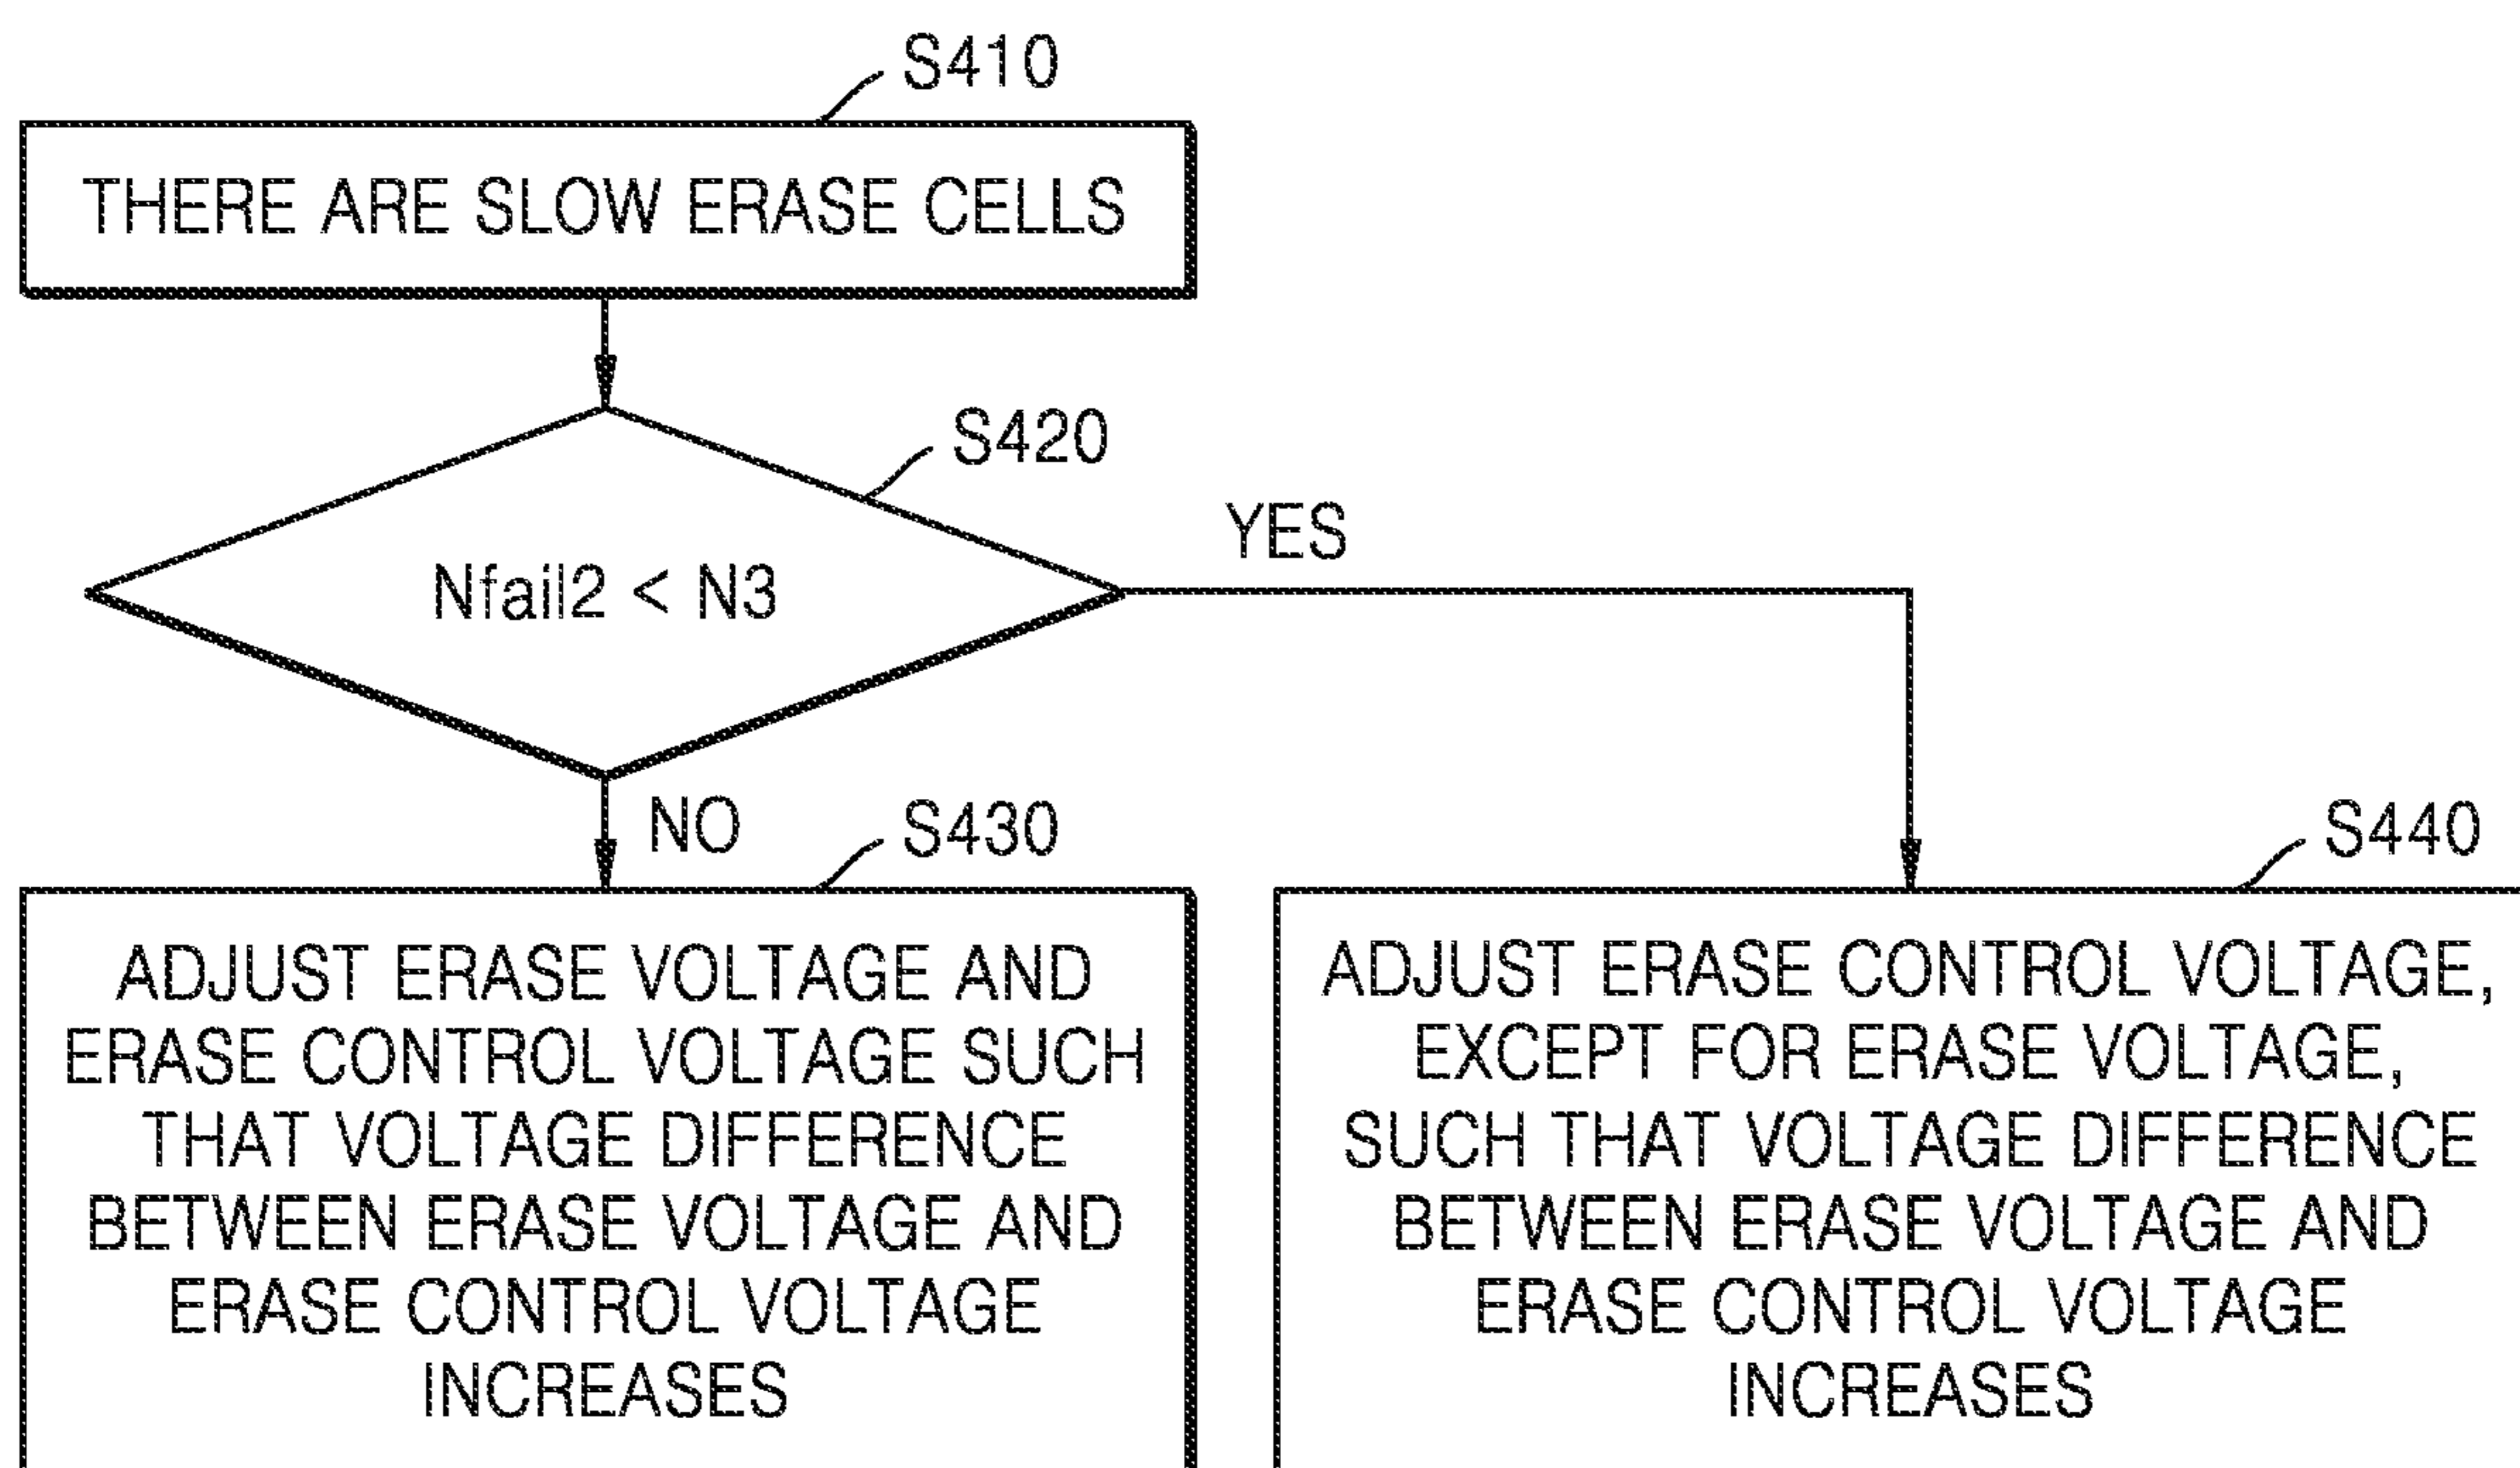 S410
THERE ARE SLOW ERASE CELLS
S420
Nfail2 < N3
YES
NO
S430
ADJUST ERASE VOLTAGE AND
ERASE CONTROL VOLTAGE SUCH
THAT VOLTAGE DIFFERENCE
BETWEEN ERASE VOLTAGE AND
ERASE CONTROL VOLTAGE
INCREASES
S440
ADJUST ERASE CONTROL VOLTAGE,
EXCEPT FOR ERASE VOLTAGE,
SUCH THAT VOLTAGE DIFFERENCE
BETWEEN ERASE VOLTAGE AND
ERASE CONTROL VOLTAGE
INCREASES